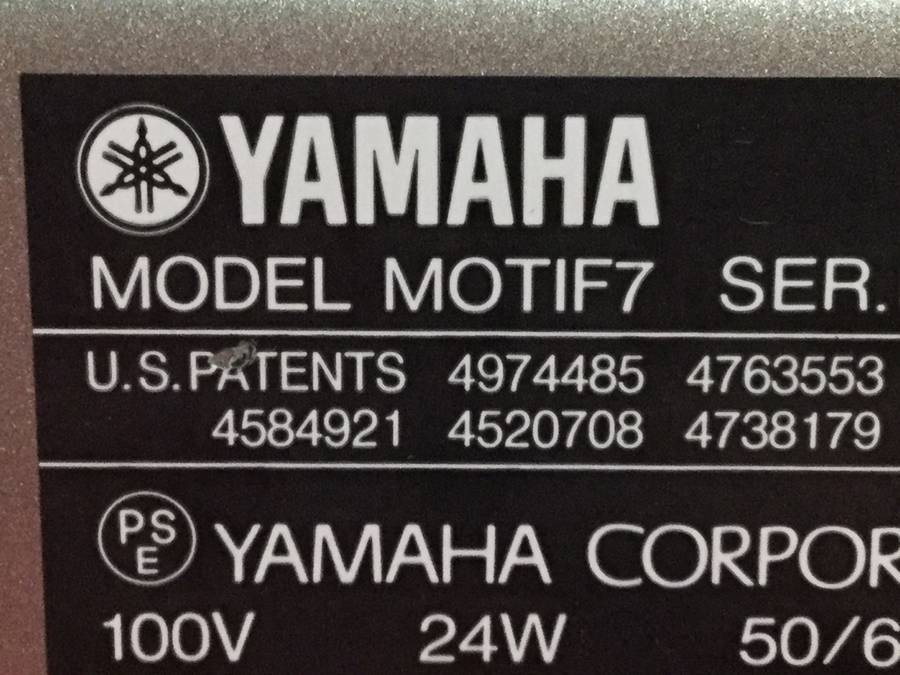 YAMAHA
MODEL MOTIF7 SER.
U.S.PATENTS 4974485 4763553
4584921 4520708 4738179
PS
E
YAMAHA CORPOR
100V 24W 50/6